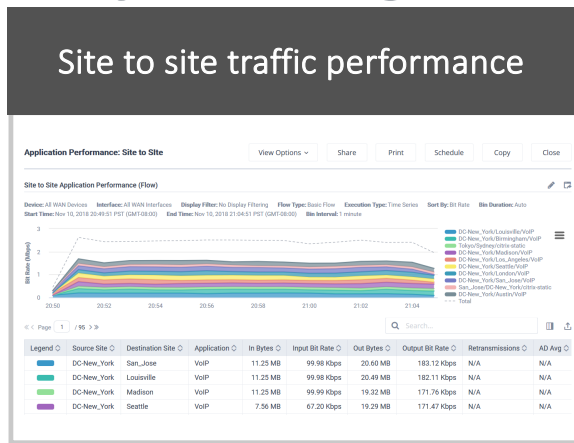 Site to site traffic performance
Application Performance: Site to SIte
View Options
Share
Print
Schedule
Copy
Close
Site to Site Application Performance (Flow)
Device: All WAN Devices Interface: All WAN Interfaces Display Filter: No Display Filtering Flow Type: Basic Flow Execution Type: Time Series Sort By: Bit Rate Bin Duration: Auto
Start Time: Nov 10, 2018 20:49:51 PST (GMT-08:00) End Time: Nov 10, 2018 21:04:51 PST (GMT-08:00) Bin Interval: 1 minute
Bit Rate (Mbps)
3
2
1
0
20:50 20:52 20:54 20:56 20:58 21:00 21:02 21:04
DC-New_York/Louisville/VoIP
DC-New_York/Birmingham/VoIP
Tokyo/Sydney/citrix-static
DC-New_York/Madison/VoIP
DC-New_York/Los_Angeles/VoIP
DC-New_York/Seattle/VoIP
DC-New_York/London/VoIP
DC-New_York/San_Jose/VoIP
San_Jose/DC-New_York/citrix-static
DC-New_York/Austin/VoIP
Total
<< Page 1 / 95 > >>
Search...
Legend Source Site Destination Site Application In Bytes Input Bit Rate Out Bytes Output Bit Rate Retransmissions AD Avg
DC-New_York San_Jose VoIP 11.25 MB 99.98 Kbps 20.60 MB 183.12 Kbps N/A N/A
DC-New_York Louisville VoIP 11.25 MB 99.98 Kbps 20.49 MB 182.11 Kbps N/A N/A
DC-New_York Madison VoIP 11.25 MB 99.99 Kbps 19.32 MB 171.76 Kbps N/A N/A
DC-New_York Seattle VoIP 7.56 MB 67.20 Kbps 19.29 MB 171.47 Kbps N/A N/A